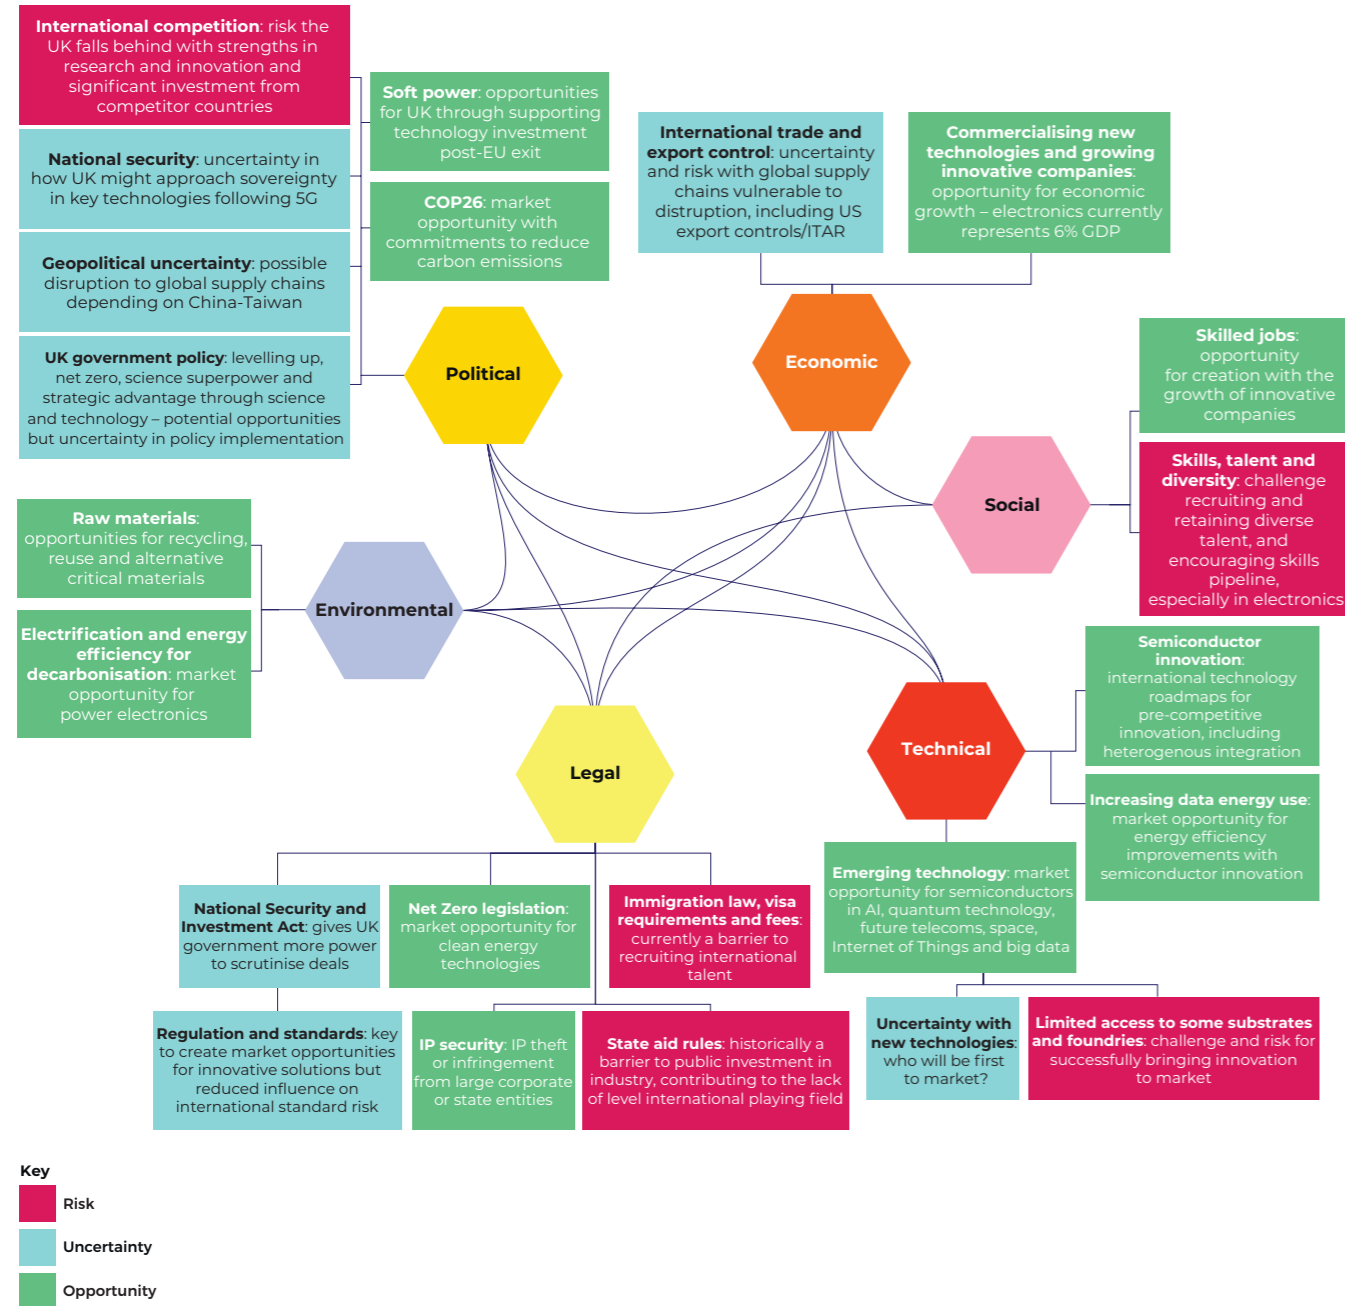 International competition: risk the
UK falls behind with strengths in
research and innovation and
significant investment from
competitor countries
National security: uncertainty in
how UK might approach sovereignty
in key technologies following 5G
Geopolitical uncertainty: possible
disruption to global supply chains
depending on China-Taiwan
UK government policy: levelling up,
net zero, science superpower and
strategic advantage through science
and technology – potential opportunities
but uncertainty in policy implementation
Soft power: opportunities
for UK through supporting
technology investment
post-EU exit
COP26: market
opportunity with
commitments to reduce
carbon emissions
Political
International trade and
export control: uncertainty
and risk with global supply
chains vulnerable to
distruption, including US
export controls/ITAR
Commercialising new
technologies and growing
innovative companies:
opportunity for economic
growth – electronics currently
represents 6% GDP
Economic
Skilled jobs:
opportunity
for creation with the
growth of innovative
companies
Skills, talent and
diversity: challenge
recruiting and
retaining diverse
talent, and
encouraging skills
pipeline,
especially in electronics
Social
Raw materials:
opportunities for recycling,
reuse and alternative
critical materials
Electrification and energy
efficiency for
decarbonisation: market
opportunity for
power electronics
Environmental
Legal
National Security and
Investment Act: gives UK
government more power
to scrutinise deals
Net Zero legislation:
market opportunity for
clean energy
technologies
Immigration law, visa
requirements and fees:
currently a barrier to
recruiting international
talent
Regulation and standards: key
to create market opportunities
for innovative solutions but
reduced influence on
international standard risk
IP security: IP theft
or infringement
from large corporate
or state entities
State aid rules: historically a
barrier to public investment in
industry, contributing to the lack
of level international playing field
Technical
Semiconductor
innovation:
international technology
roadmaps for
pre-competitive
innovation, including
heterogenous integration
Increasing data energy use:
market opportunity for
energy efficiency
improvements with
semiconductor innovation
Emerging technology: market
opportunity for semiconductors
in AI, quantum technology,
future telecoms, space,
Internet of Things and big data
Uncertainty with
new technologies:
who will be first
to market?
Limited access to some substrates
and foundries: challenge and risk for
successfully bringing innovation
to market
Key
Risk
Uncertainty
Opportunity